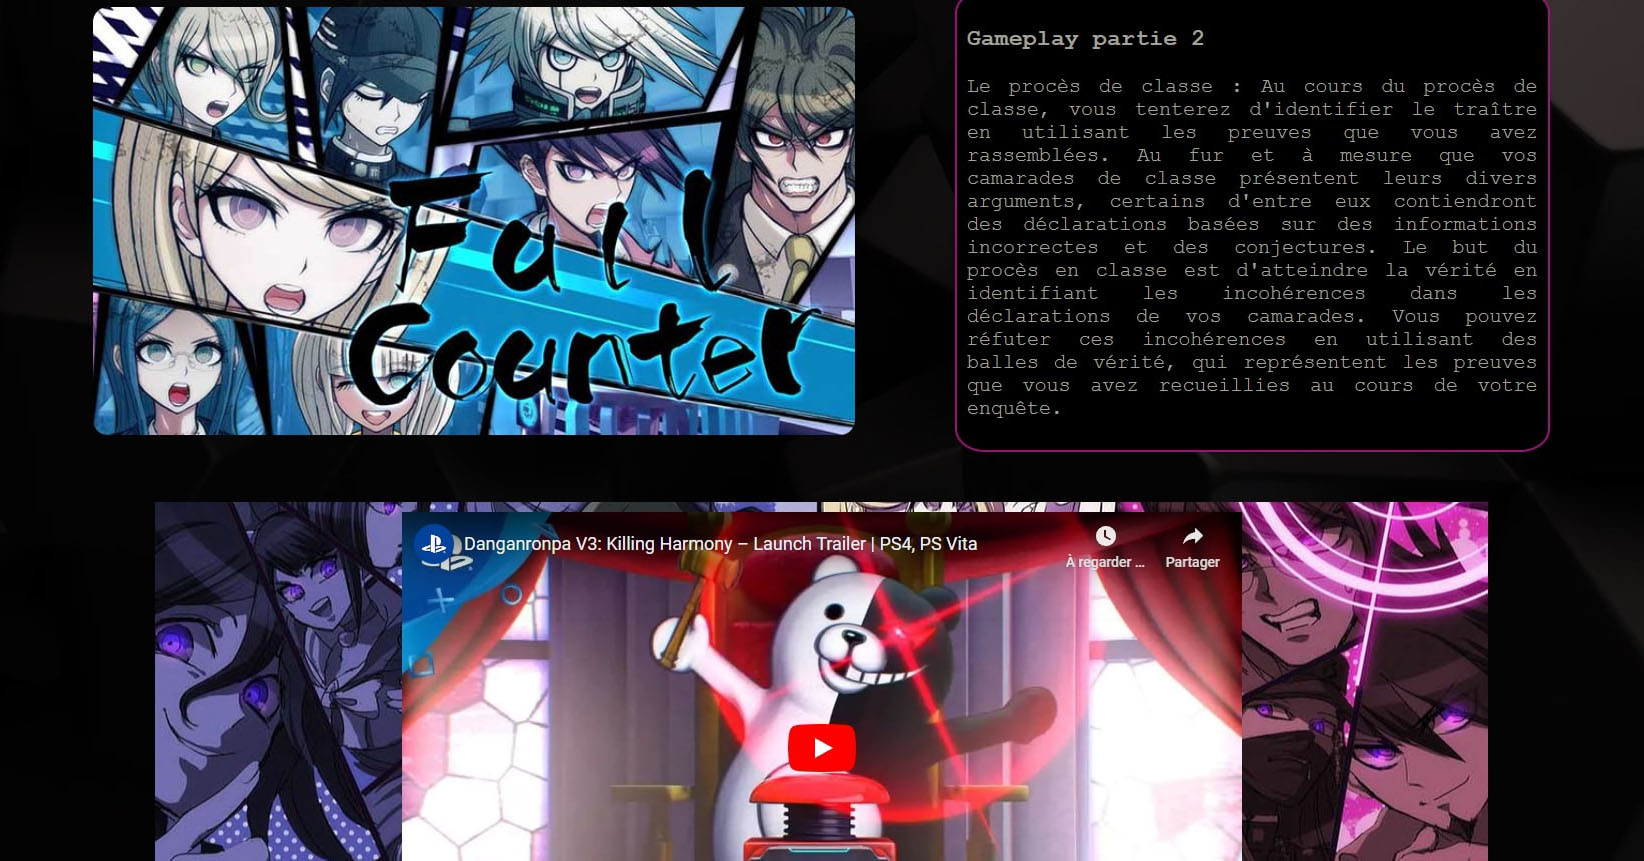 Full
Counter
Gameplay partie 2
Le procès de classe : Au cours du procès de
classe, vous tenterez d'identifier le traître
en utilisant les preuves que vous avez
rassemblées. Au fur et à mesure que vos
camarades de classe présentent leurs divers
arguments, certains d'entre eux contiendront
des déclarations basées sur des informations
incorrectes et des conjectures. Le but du
procès en classe est d'atteindre la vérité en
identifiant les incohérences dans les
déclarations de vos camarades. Vous pouvez
réfuter ces incohérences en utilisant des
balles de vérité, qui représentent les preuves
que vous avez recueillies au cours de votre
enquête.
Danganronpa V3: Killing Harmony – Launch Trailer | PS4, PS Vita
À regarder ...
Partager